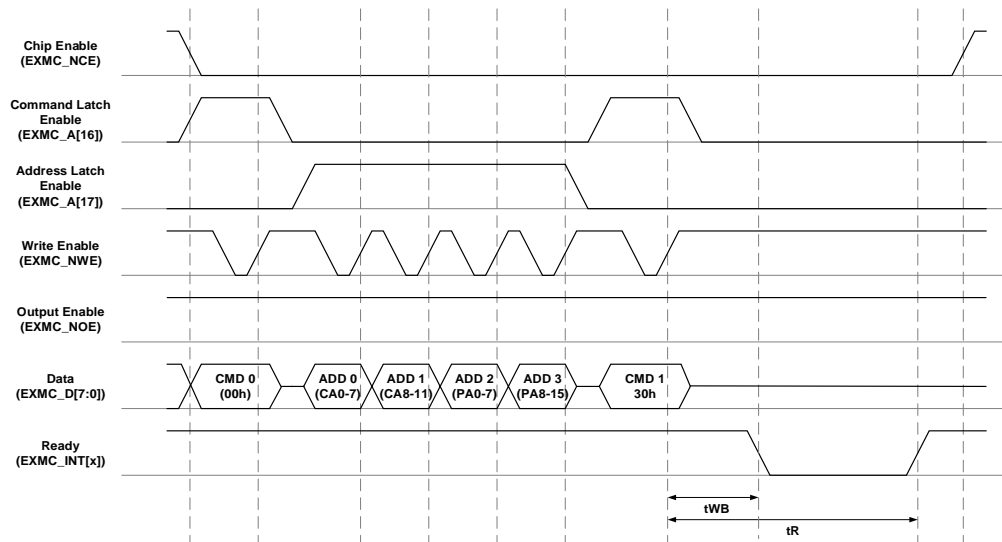 Chip Enable
(EXMC_NCE)
Command Latch
Enable
(EXMC_A[16])
Address Latch
Enable
(EXMC_A[17])
Write Enable
(EXMC_NWE)
Output Enable
(EXMC_NOE)
Data
(EXMC_D[7:0])
CMD 0
(00h)
ADD 0
(CA0-7)
ADD 1
(CA8-11)
ADD 2
(PA0-7)
ADD 3
(PA8-15)
CMD 1
30h
Ready
(EXMC_INT[x])
tWB
tR